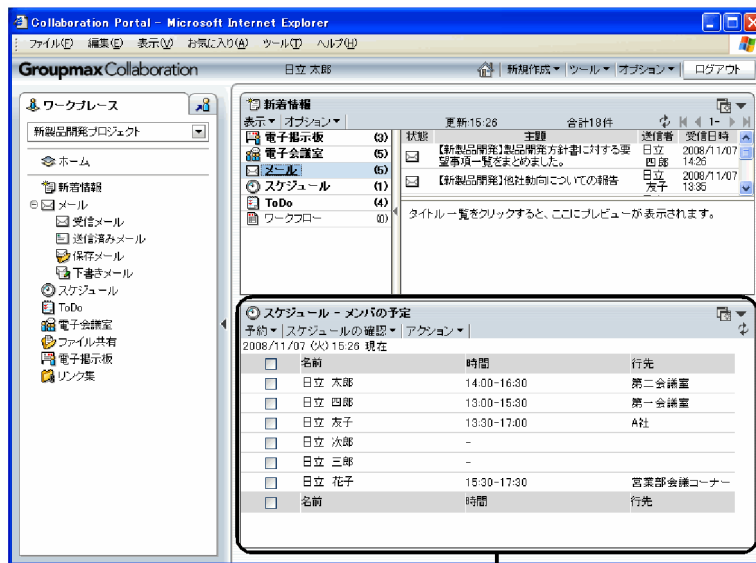 Collaboration Portal - Microsoft Internet Explorer
ファイル(F) 編集(E) 表示(V) お気に入り(A) ツール(T) ヘルプ(H)
Groupmax Collaboration 日立 太郎 新規作成 ツール オプション ログアウト
ワークプレース
新製品開発プロジェクト
ホーム
新着情報
メール
受信メール
送信済みメール
保存メール
下書きメール
スケジュール
ToDo
電子会議室
ファイル共有
電子掲示板
リンク集
新着情報
表示 オプション 更新:15:26 合計18件 1-
電子掲示板 (3)
電子会議室 (5)
メール (5)
スケジュール (1)
ToDo (4)
ワークフロー (0)
状態 主題 送信者 受信日時
【新製品開発】製品開発方針書に対する要望事項一覧をまとめました。 日立 四郎 2008/11/07 14:26
【新製品開発】他社動向についての報告 日立 友子 2008/11/07 13:35
タイトル一覧をクリックすると、ここにプレビューが表示されます。
スケジュール - メンバの予定
予約 スケジュールの確認 アクション
2008/11/07 (火) 15:26 現在
名前 時間 行先
日立 太郎 14:00-16:30 第二会議室
日立 四郎 13:00-15:30 第一会議室
日立 友子 13:30-17:00 A社
日立 次郎 -
日立 三郎 -
日立 花子 15:30-17:30 営業部会議コーナー
名前 時間 行先